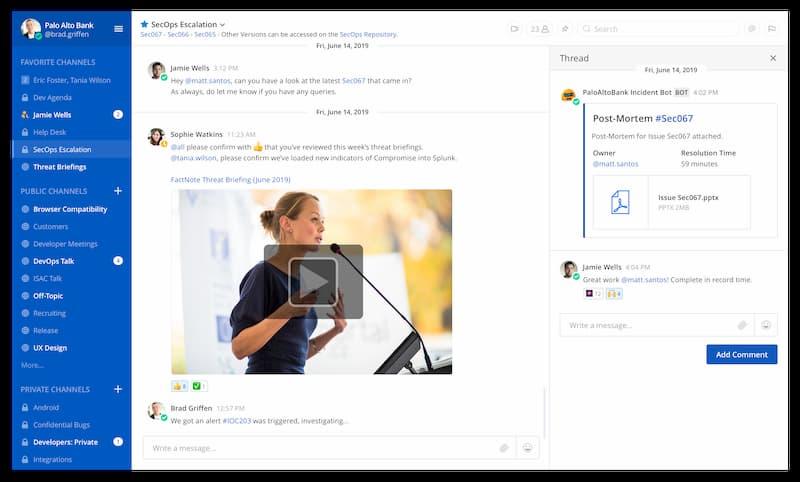 Palo Alto Bank
@brad.griffen
FAVORITE CHANNELS
2 Eric Foster, Tania Wilson
Dev Agenda
Jamie Wells 2
Help Desk
SecOps Escalation
Threat Briefings
PUBLIC CHANNELS +
Browser Compatibility
Customers
Developer Meetings
DevOps Talk 4
ISAC Talk
Off-Topic
Recruiting
Release
UX Design
More...
PRIVATE CHANNELS +
Android
Confidential Bugs
Developers: Private 1
Integrations
SecOps Escalation
Sec067 - Sec066 - Sec065 - Other Versions can be accessed on the SecOps Repository.
23
Search
@
Fri, June 14, 2019
Jamie Wells 3:12 PM
Hey @matt.santos, can you have a look at the latest Sec067 that came in?
As always, do let me know if you have any queries.
Fri, June 14, 2019
Sophie Watkins 11:23 AM
@all please confirm with 👍 that you've reviewed this week's threat briefings.
@tania.wilson, please confirm we've loaded new indicators of Compromise into Splunk.
FactNote Threat Briefing (June 2019)
👍 8 ✅ 1
Brad Griffen 12:57 PM
We got an alert #IOC203 was triggered, investigating...
Write a message...
Thread
Fri, June 14, 2019
PaloAltoBank Incident Bot BOT 4:02 PM
Post-Mortem #Sec067
Post-Mortem for Issue Sec067 attached.
Owner Resolution Time
@matt.santos 59 minutes
Issue Sec067.pptx
PPTX 2MB
Jamie Wells 4:04 PM
Great work @matt.santos! Complete in record time.
12 🙌 4
Write a message...
Add Comment